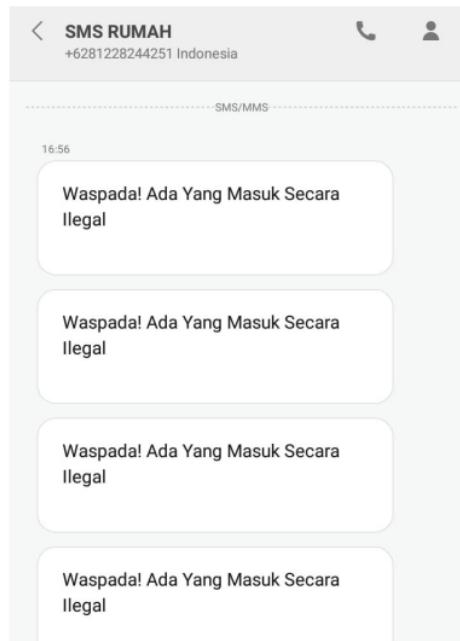 SMS RUMAH
+6281228244251 Indonesia
SMS/MMS
16:56
Waspada! Ada Yang Masuk Secara
Ilegal
Waspada! Ada Yang Masuk Secara
Ilegal
Waspada! Ada Yang Masuk Secara
Ilegal
Waspada! Ada Yang Masuk Secara
Ilegal